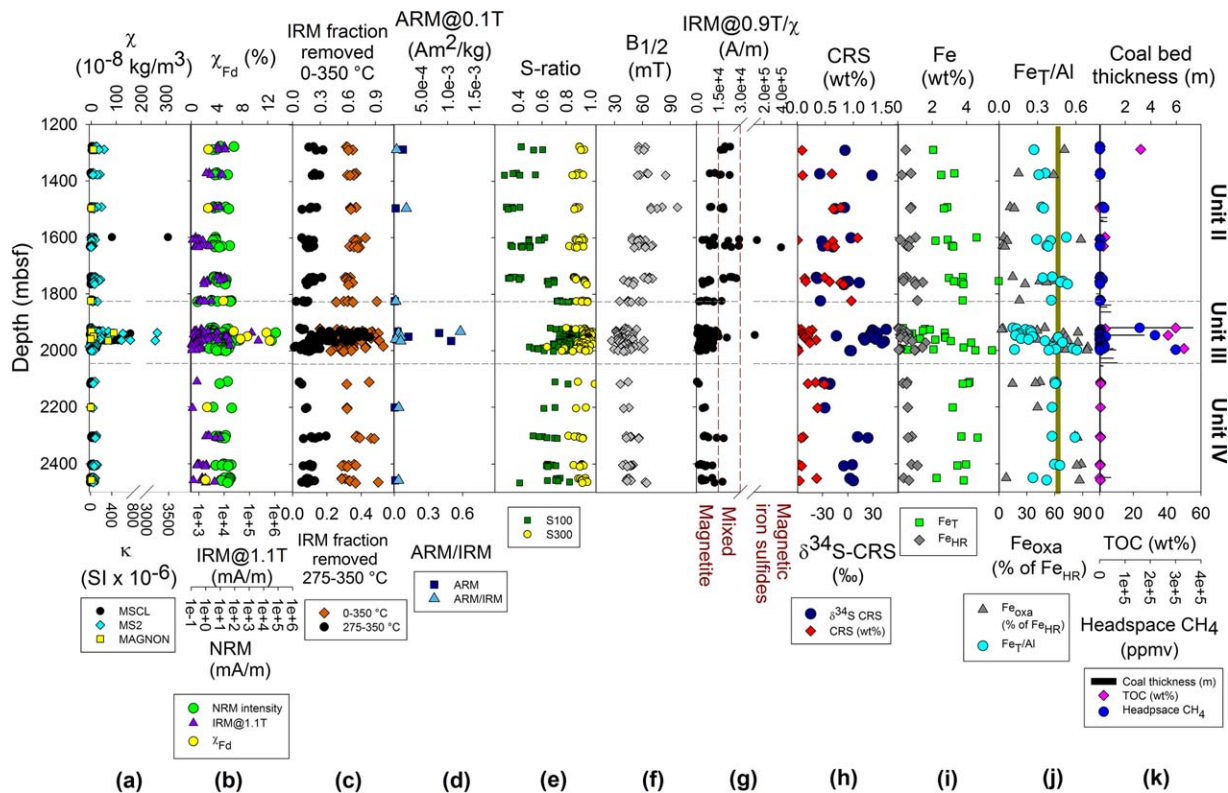 χ
(10⁻⁸ kg/m³)
0 100 200
χFd (%)
0 4 8 12
IRM fraction
removed
0-350 °C
0.0 0.3 0.6 0.9
ARM@0.1T
(Am²/kg)
5.0e-4
1.0e-3
1.5e-3
S-ratio
0.4 0.6 0.8 1.0
B1/2
(mT)
30 60 90
IRM@0.9T/χ
(A/m)
0.0
1.5e+4
3.0e+4
2.0e+5
4.0e+5
CRS
(wt%)
0.0 0.5 1.0 1.50
Fe
(wt%)
2 4
FeT/Al
0.0 0.3 0.6
Coal bed
thickness (m)
2 4 6
Depth (mbsf)
1200
1400
1600
1800
2000
2200
2400
Unit II
Unit III
Unit IV
0 400 3000 3500
κ
(SI x 10⁻⁶)
MSCL
MS2
MAGNON
1e+3
1e+4
1e+5
1e+6
IRM@1.1T
(mA/m)
1e-1
1e+0
1e+1
1e+2
1e+3
1e+4
1e+5
1e+6
NRM
(mA/m)
NRM intensity
IRM@1.1T
χFd
0.0 0.2 0.4 0.6 0.8 1.0
IRM fraction
removed
275-350 °C
0-350 °C
275-350 °C
0.0 0.3 0.6
ARM/IRM
ARM
ARM/IRM
S100
S300
Magnetite
Mixed
Magnetic
iron sulfides
-30 0 30
δ³⁴S-CRS
(‰)
δ³⁴S CRS
CRS (wt%)
FeT
FeHR
0 30 60 90
Feoxa
(% of FeHR)
Feoxa
(% of FeHR)
FeT/Al
0 20 40 60
TOC (wt%)
0
1e+5
2e+5
3e+5
4e+5
Headspace CH4
(ppmv)
Coal thickness (m)
TOC (wt%)
Headpsace CH4
(a) (b) (c) (d) (e) (f) (g) (h) (i) (j) (k)